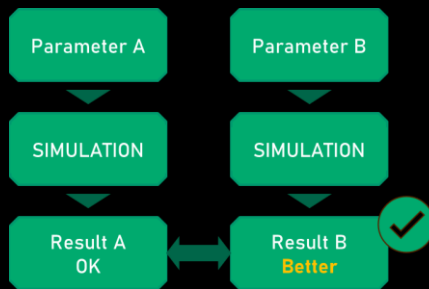 Parameter A
Parameter B
SIMULATION
SIMULATION
Result A
OK
Result B
Better